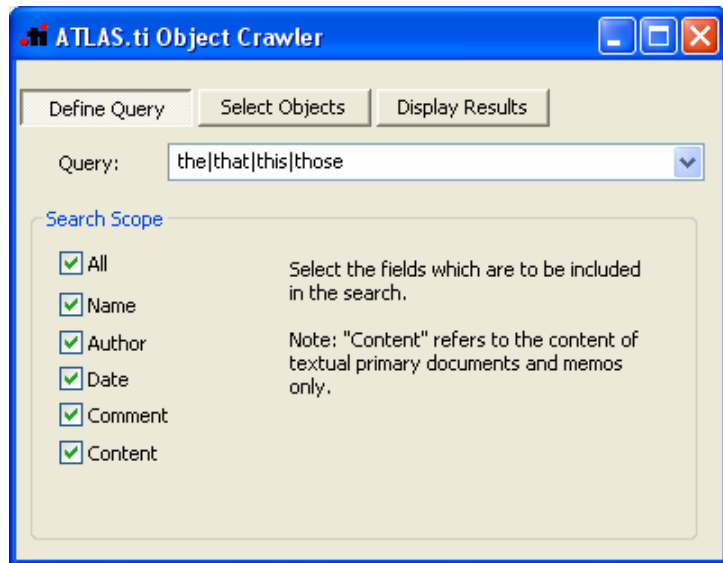 .ti ATLAS.ti Object Crawler
Define Query Select Objects Display Results
Query: the|that|this|those
Search Scope
All
Name
Author
Date
Comment
Content
Select the fields which are to be included
in the search.
Note: "Content" refers to the content of
textual primary documents and memos
only.